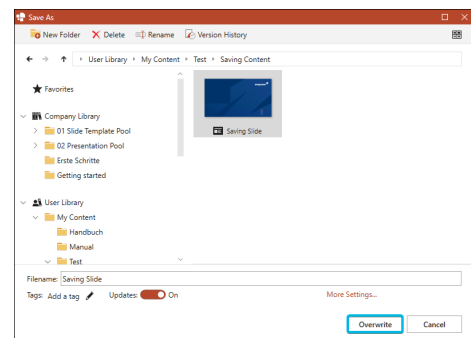 Save As
New Folder Delete Rename Version History
User Library My Content Test Saving Content
Favorites
Company Library
01 Slide Template Pool
02 Presentation Pool
Erste Schritte
Getting started
User Library
My Content
Handbuch
Manual
Test
Saving Slide
Filename: Saving Slide
Tags: Add a tag Updates: On More Settings...
Overwrite Cancel